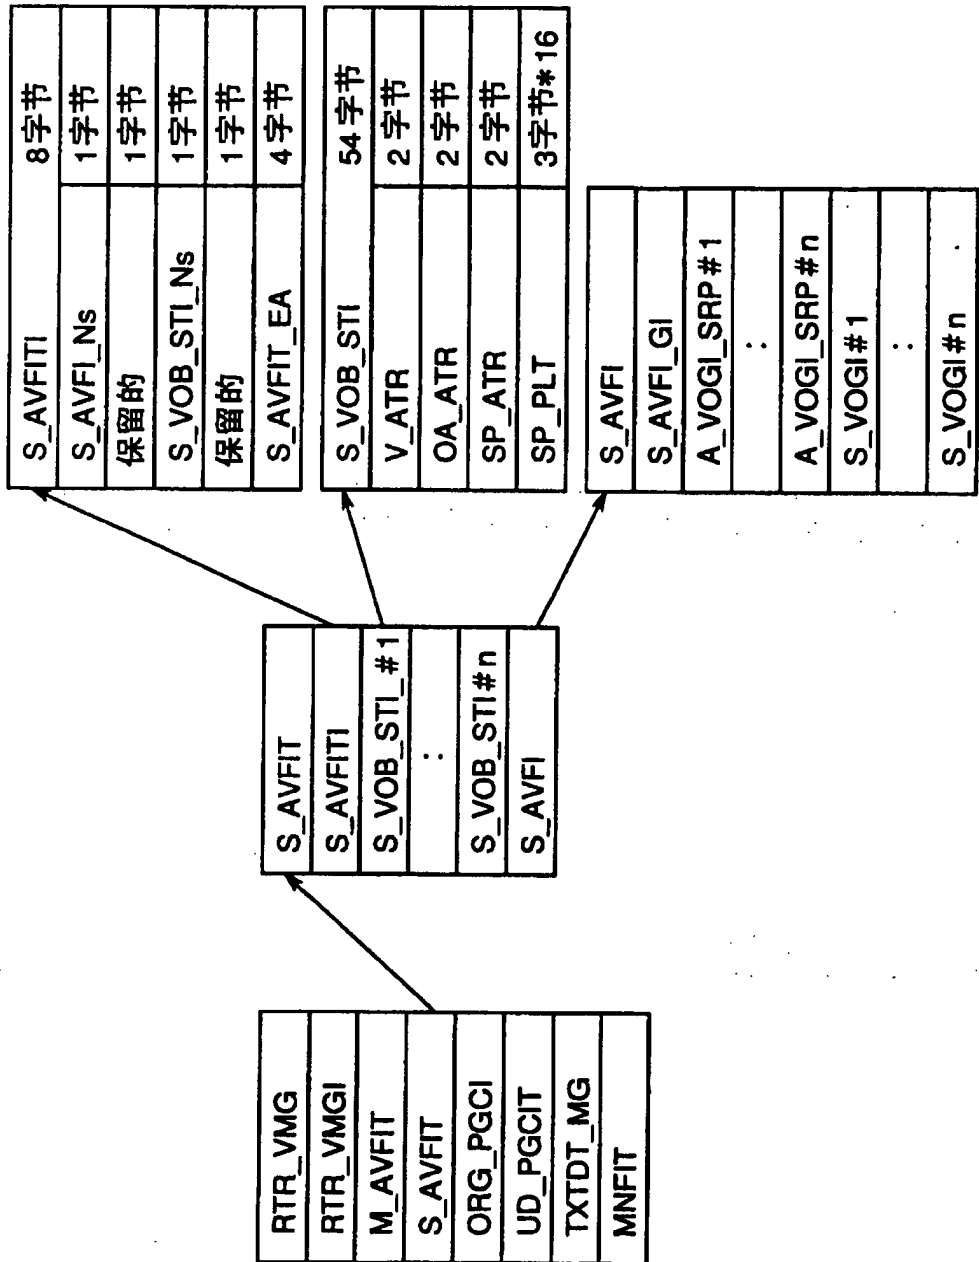 RTR_VMG
RTR_VMGI
M_AVFIT
S_AVFIT
ORG_PGCI
UD_PGCIT
TXTDT_MG
MNFIT
S_AVFIT
S_AVFITI
S_VOB_STI_#1
:
S_VOB_STI#n
S_AVFI
S_AVFITI 8字节
S_AVFI_Ns 1字节
保留的 1字节
S_VOB_STI_Ns 1字节
保留的 1字节
S_AVFIT_EA 4字节
S_VOB_STI 54字节
V_ATR 2字节
OA_ATR 2字节
SP_ATR 2字节
SP_PLT 3字节*16
S_AVFI
S_AVFI_GI
A_VOGI_SRP#1
:
A_VOGI_SRP#n
S_VOGI#1
:
S_VOGI#n